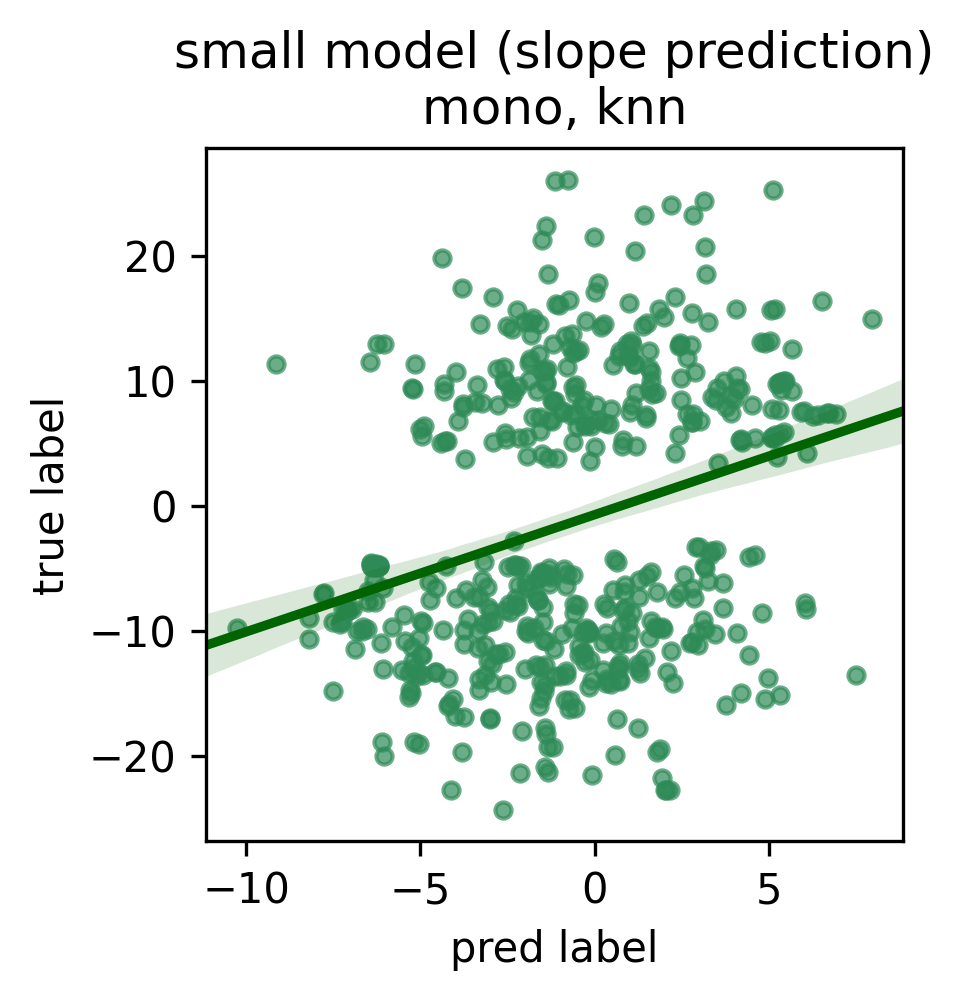 small model (slope prediction)
mono, knn
20
10
0
−10
−20
true label
−10
−5
0
5
pred label